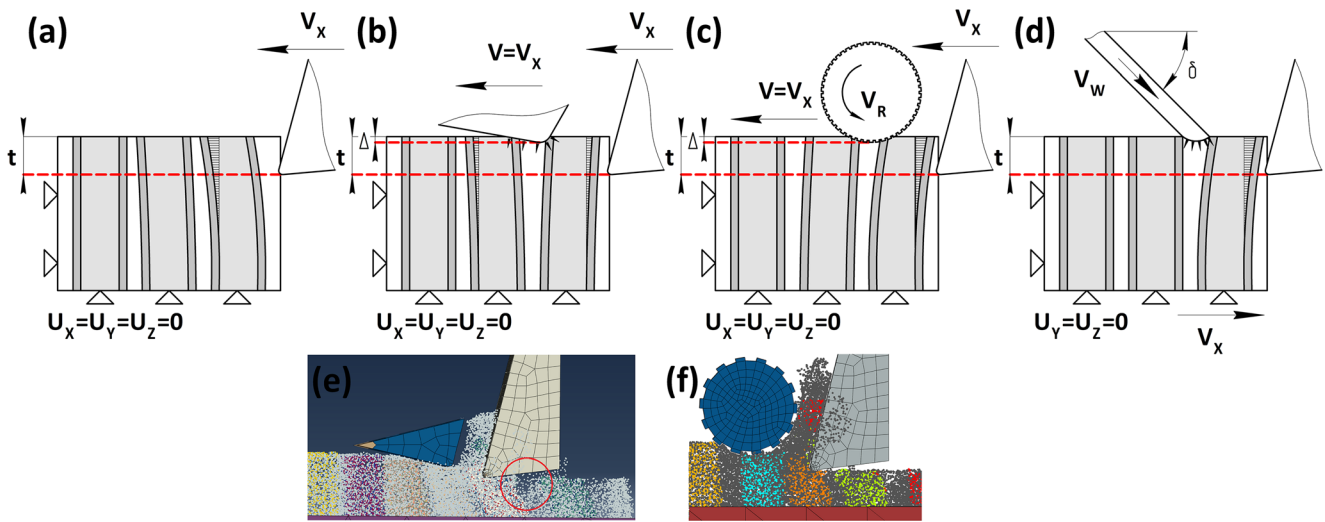 (a)
V_X
t
U_X=U_Y=U_Z=0
(b)
V_X
V=V_X
Δ
t
U_X=U_Y=U_Z=0
(c)
V_X
V=V_X
V_R
Δ
t
U_X=U_Y=U_Z=0
(d)
V_W
δ
t
U_Y=U_Z=0
V_X
(e)
(f)